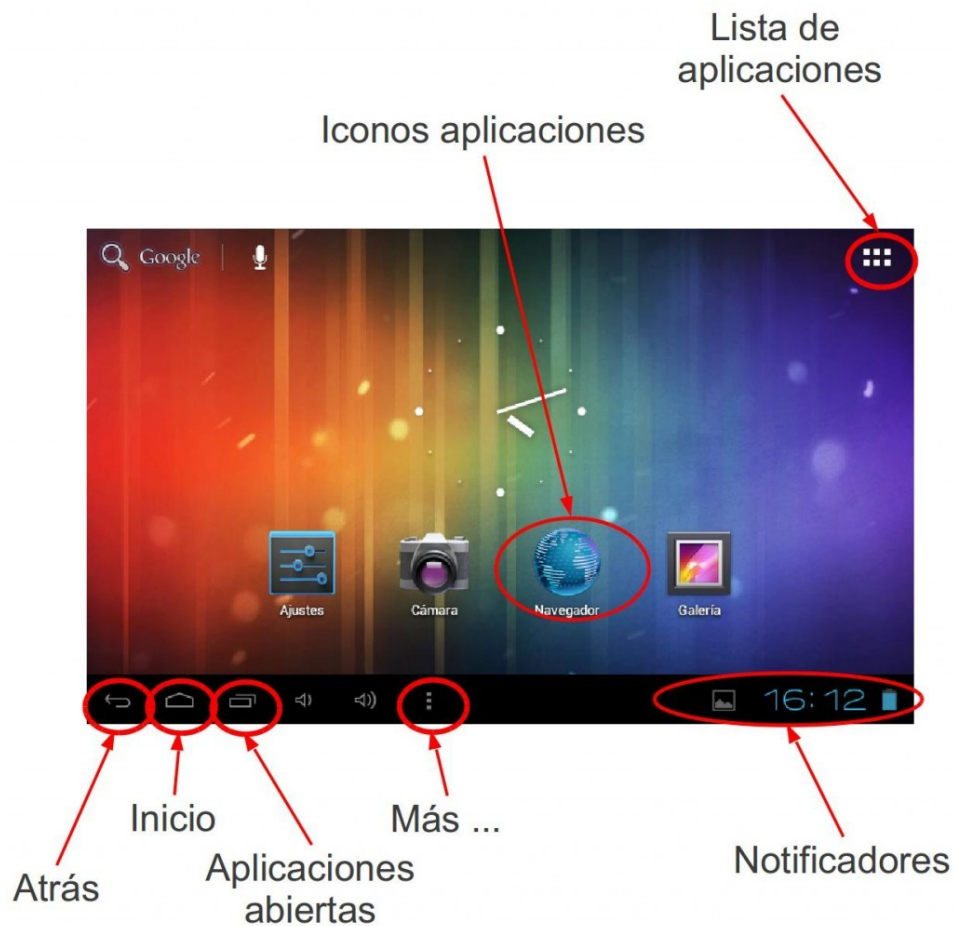 Lista de
aplicaciones
Iconos aplicaciones
Google
Ajustes
Cámara
Navegador
Galería
16:12
Inicio
Más ...
Atrás
Aplicaciones
abiertas
Notificadores